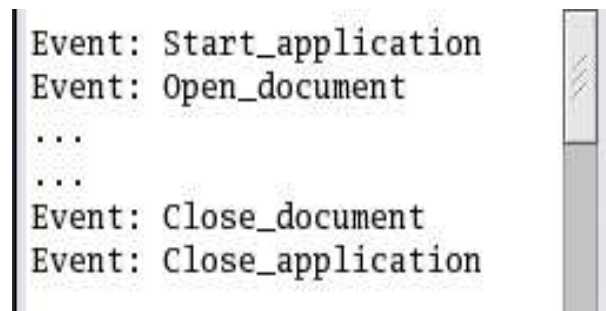 Event: Start_application
Event: Open_document
...
...
Event: Close_document
Event: Close_application